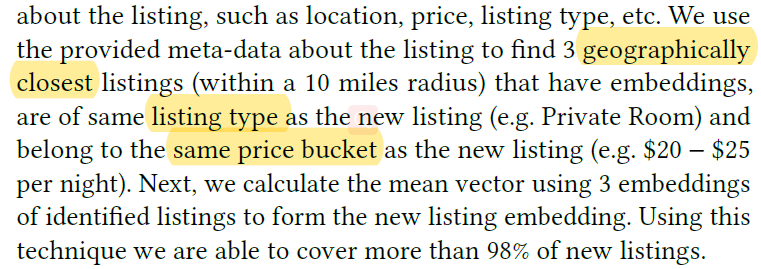 about the listing, such as location, price, listing type, etc. We use
the provided meta-data about the listing to find 3 geographically
closest listings (within a 10 miles radius) that have embeddings,
are of same listing type as the new listing (e.g. Private Room) and
belong to the same price bucket as the new listing (e.g. $20 − $25
per night). Next, we calculate the mean vector using 3 embeddings
of identified listings to form the new listing embedding. Using this
technique we are able to cover more than 98% of new listings.